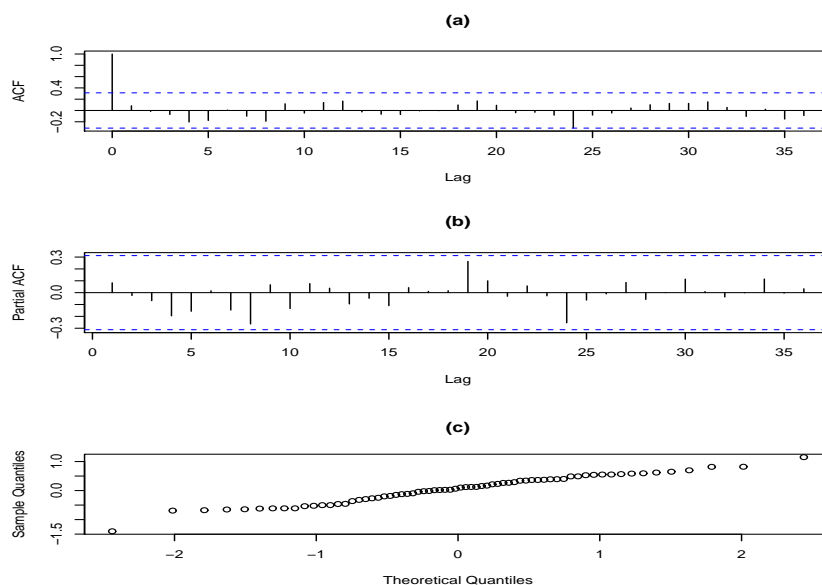 (a)
ACF
1.0
0.4
−0.2
0 5 10 15 20 25 30 35
Lag
(b)
Partial ACF
0.3
0.0
−0.3
0 5 10 15 20 25 30 35
Lag
(c)
Sample Quantiles
1.0
0.0
−1.5
−2 −1 0 1 2
Theoretical Quantiles